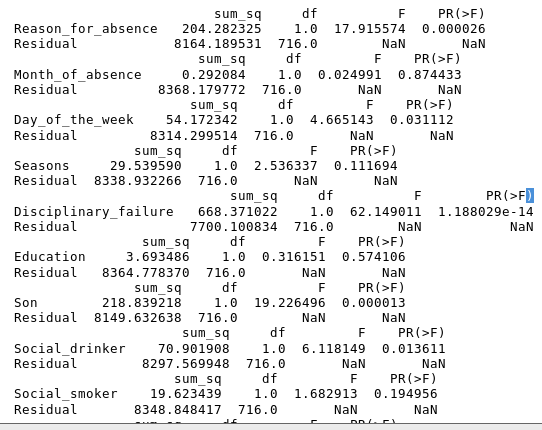 sum_sq df F PR(>F)
Reason_for_absence 204.282325 1.0 17.915574 0.000026
Residual 8164.189531 716.0 NaN NaN
sum_sq df F PR(>F)
Month_of_absence 0.292084 1.0 0.024991 0.874433
Residual 8368.179772 716.0 NaN NaN
sum_sq df F PR(>F)
Day_of_the_week 54.172342 1.0 4.665143 0.031112
Residual 8314.299514 716.0 NaN NaN
sum_sq df F PR(>F)
Seasons 29.539590 1.0 2.536337 0.111694
Residual 8338.932266 716.0 NaN NaN
sum_sq df F PR(>F)
Disciplinary_failure 668.371022 1.0 62.149011 1.188029e-14
Residual 7700.100834 716.0 NaN NaN
sum_sq df F PR(>F)
Education 3.693486 1.0 0.316151 0.574106
Residual 8364.778370 716.0 NaN NaN
sum_sq df F PR(>F)
Son 218.839218 1.0 19.226496 0.000013
Residual 8149.632638 716.0 NaN NaN
sum_sq df F PR(>F)
Social_drinker 70.901908 1.0 6.118149 0.013611
Residual 8297.569948 716.0 NaN NaN
sum_sq df F PR(>F)
Social_smoker 19.623439 1.0 1.682913 0.194956
Residual 8348.848417 716.0 NaN NaN